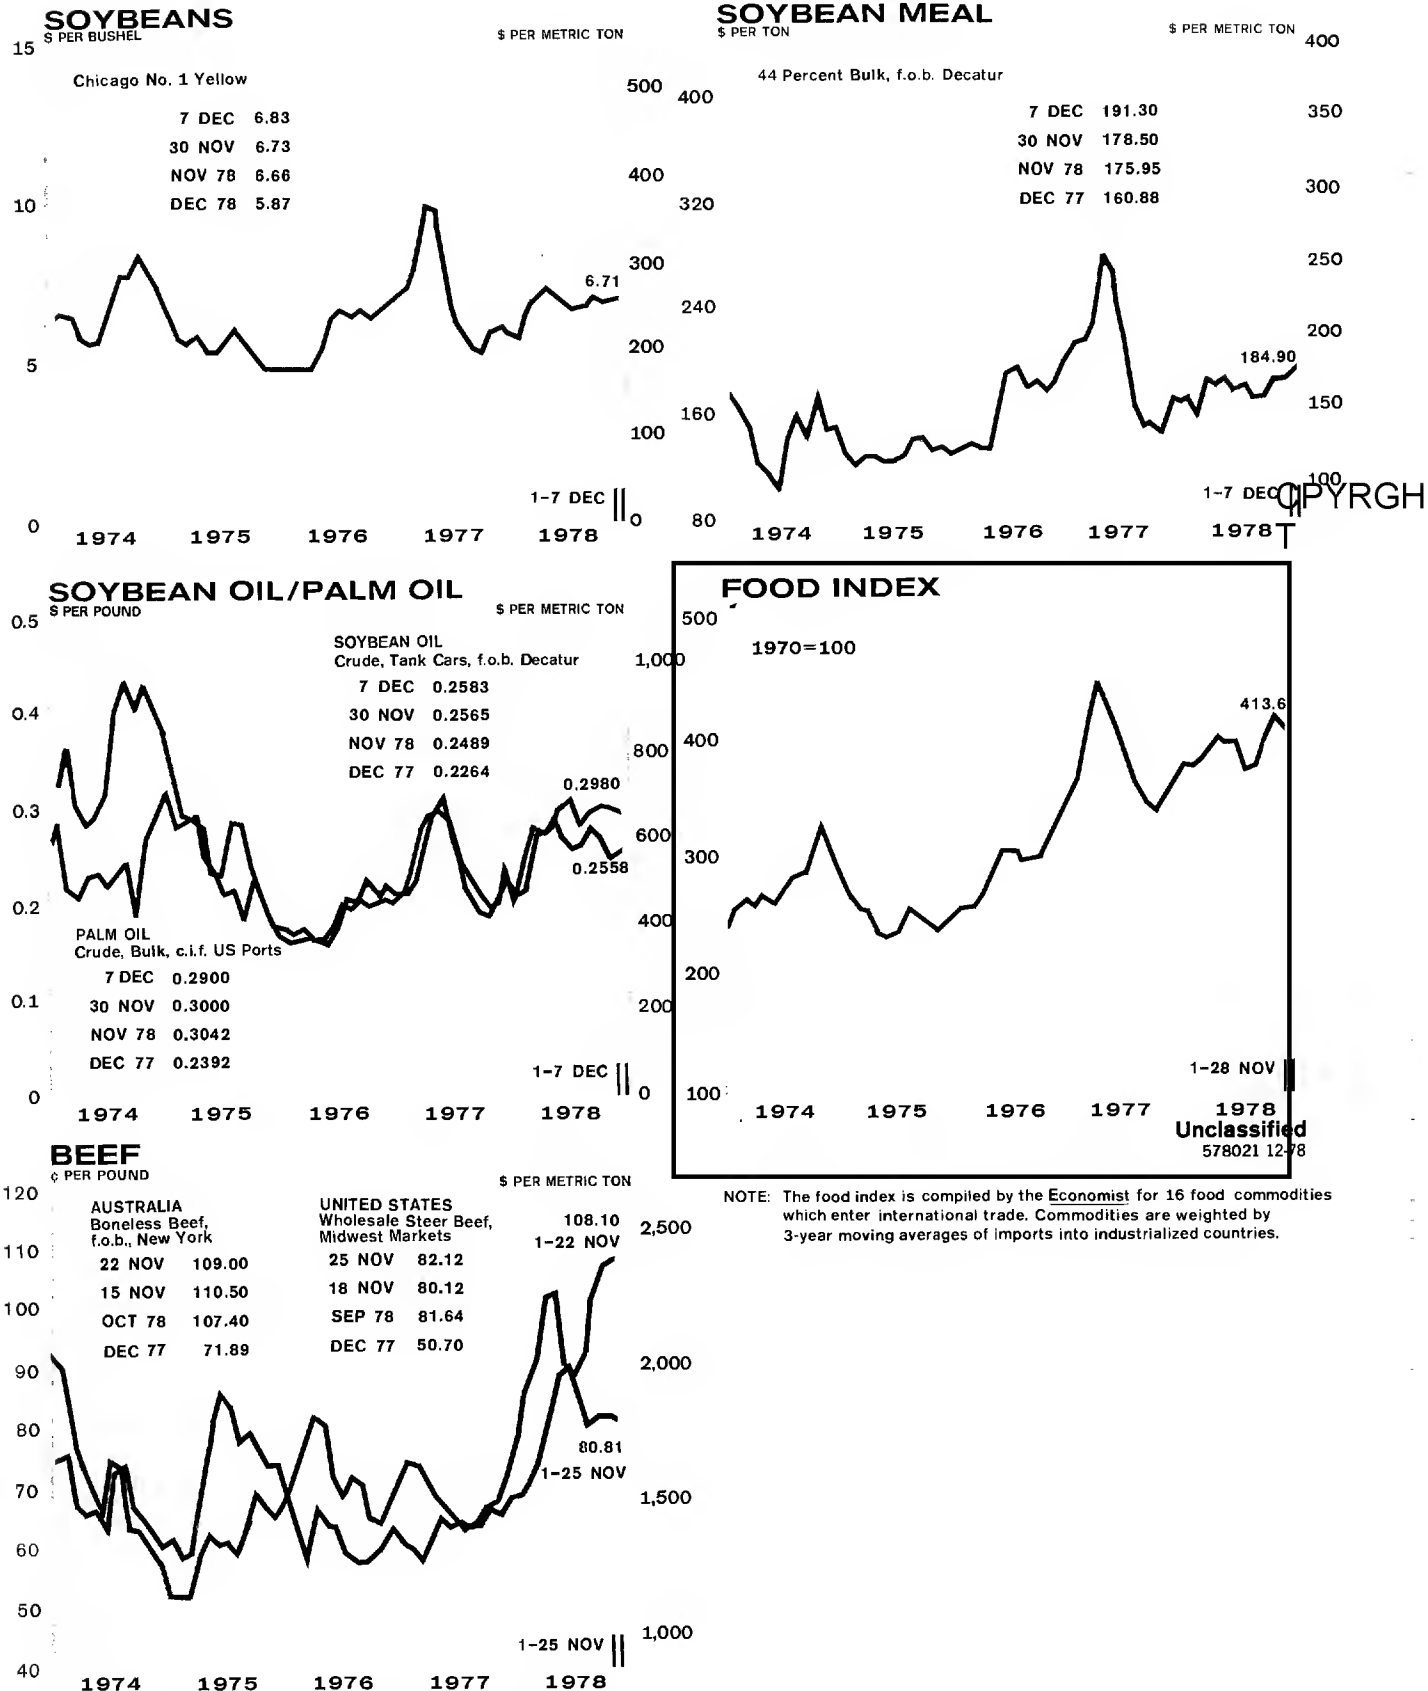 SOYBEANS
$ PER BUSHEL
$ PER METRIC TON
15
10
5
0
500
400
300
200
100
0
Chicago No. 1 Yellow
7 DEC 6.83
30 NOV 6.73
NOV 78 6.66
DEC 78 5.87
6.71
1-7 DEC
1974 1975 1976 1977 1978
SOYBEAN MEAL
$ PER TON
$ PER METRIC TON
400
320
240
160
80
400
350
300
250
200
150
100
44 Percent Bulk, f.o.b. Decatur
7 DEC 191.30
30 NOV 178.50
NOV 78 175.95
DEC 77 160.88
184.90
1-7 DEC
CPYRGH
T
1974 1975 1976 1977 1978
SOYBEAN OIL/PALM OIL
$ PER POUND
$ PER METRIC TON
0.5
0.4
0.3
0.2
0.1
0
1,000
800
600
400
200
0
SOYBEAN OIL
Crude, Tank Cars, f.o.b. Decatur
7 DEC 0.2583
30 NOV 0.2565
NOV 78 0.2489
DEC 77 0.2264
0.2980
0.2558
PALM OIL
Crude, Bulk, c.i.f. US Ports
7 DEC 0.2900
30 NOV 0.3000
NOV 78 0.3042
DEC 77 0.2392
1-7 DEC
1974 1975 1976 1977 1978
FOOD INDEX
500
400
300
200
100
1970=100
413.6
1-28 NOV
1974 1975 1976 1977 1978
Unclassified
578021 12-78
BEEF
¢ PER POUND
$ PER METRIC TON
120
110
100
90
80
70
60
50
40
2,500
2,000
1,500
1,000
AUSTRALIA
Boneless Beef,
f.o.b., New York
22 NOV 109.00
15 NOV 110.50
OCT 78 107.40
DEC 77 71.89
UNITED STATES
Wholesale Steer Beef,
Midwest Markets
25 NOV 82.12
18 NOV 80.12
SEP 78 81.64
DEC 77 50.70
108.10
1-22 NOV
80.81
1-25 NOV
1-25 NOV
1974 1975 1976 1977 1978
NOTE: The food index is compiled by the Economist for 16 food commodities
which enter international trade. Commodities are weighted by
3-year moving averages of imports into industrialized countries.